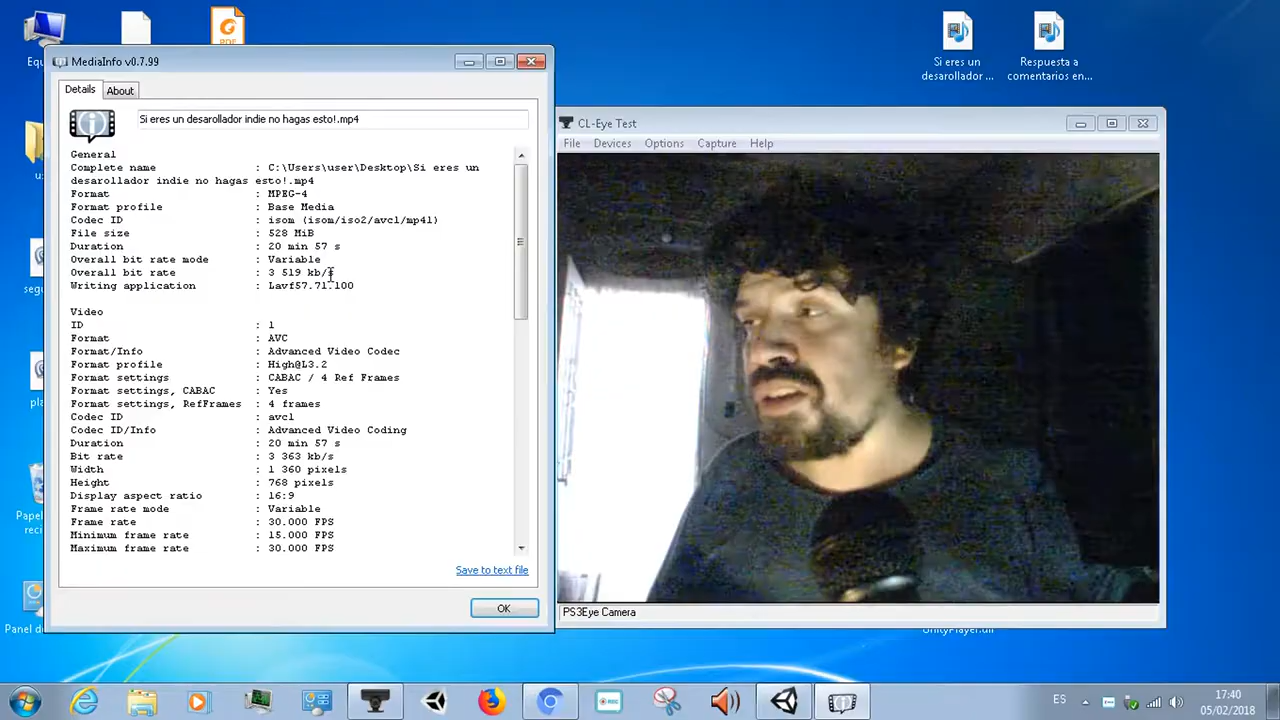 Equ
PDF
Si eres un
desarollador ...
Respuesta a
comentarios en...
MediaInfo v0.7.99
Details
About
Si eres un desarollador indie no hagas esto!.mp4
General
Complete name : C:\Users\user\Desktop\Si eres un
desarollador indie no hagas esto!.mp4
Format : MPEG-4
Format profile : Base Media
Codec ID : isom (isom/iso2/avc1/mp41)
File size : 528 MiB
Duration : 20 min 57 s
Overall bit rate mode : Variable
Overall bit rate : 3 519 kb/s
Writing application : Lavf57.71.100
Video
ID : 1
Format : AVC
Format/Info : Advanced Video Codec
Format profile : High@L3.2
Format settings : CABAC / 4 Ref Frames
Format settings, CABAC : Yes
Format settings, RefFrames : 4 frames
Codec ID : avc1
Codec ID/Info : Advanced Video Coding
Duration : 20 min 57 s
Bit rate : 3 363 kb/s
Width : 1 360 pixels
Height : 768 pixels
Display aspect ratio : 16:9
Frame rate mode : Variable
Frame rate : 30.000 FPS
Minimum frame rate : 15.000 FPS
Maximum frame rate : 30.000 FPS
Save to text file
OK
CL-Eye Test
File Devices Options Capture Help
PS3Eye Camera
u
segu
pla
Pape
reci
Panel d
UnityPlayer.dll
REC
ES
17:40
05/02/2018